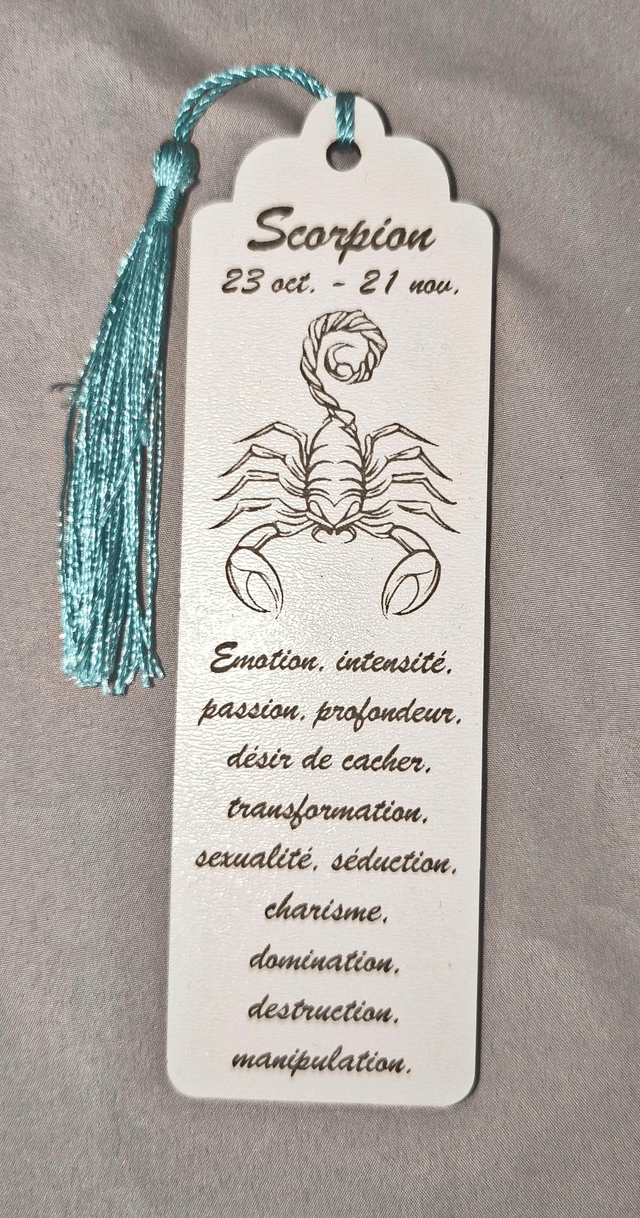 Scorpion
23 oct. - 21 nov.
Emotion, intensité,
passion, profondeur,
désir de cacher,
transformation,
sexualité, séduction,
charisme,
domination,
destruction,
manipulation.